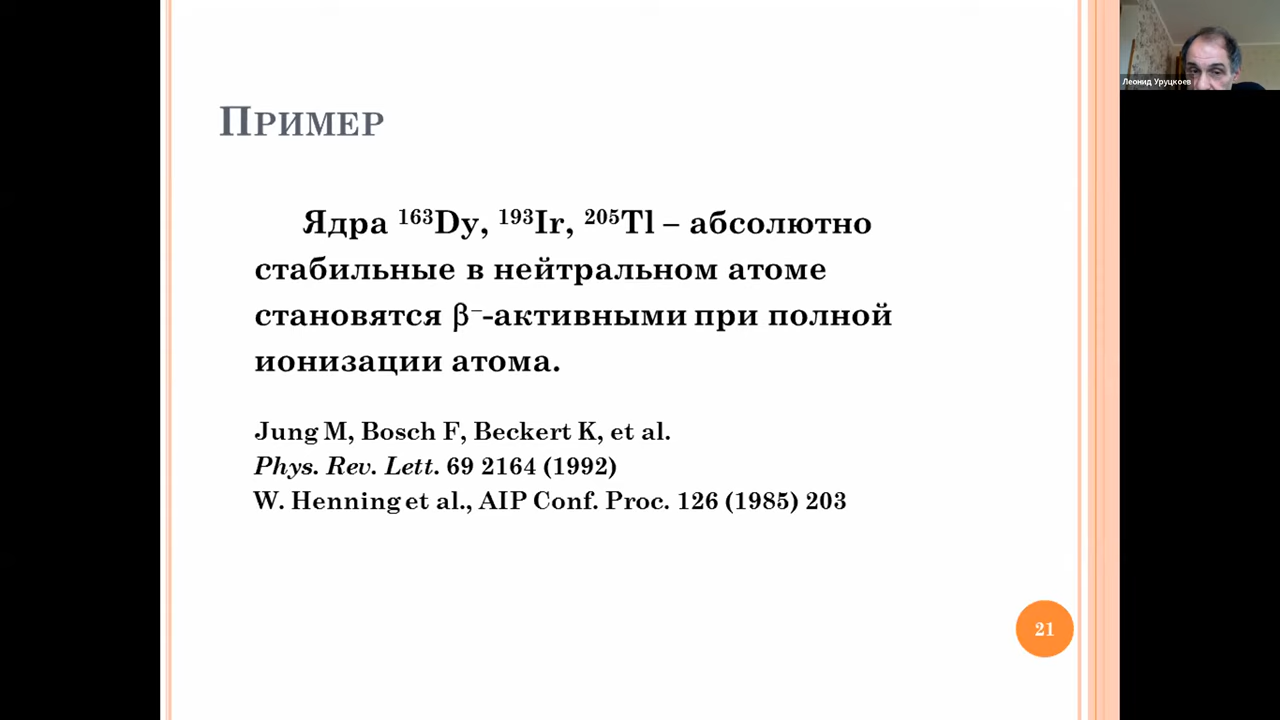 Пример
Ядра ¹⁶³Dy, ¹⁹³Ir, ²⁰⁵Tl – абсолютно
стабильные в нейтральном атоме
становятся β⁻-активными при полной
ионизации атома.
Jung M, Bosch F, Beckert K, et al.
Phys. Rev. Lett. 69 2164 (1992)
W. Henning et al., AIP Conf. Proc. 126 (1985) 203
21
Леонид Уруцкоев